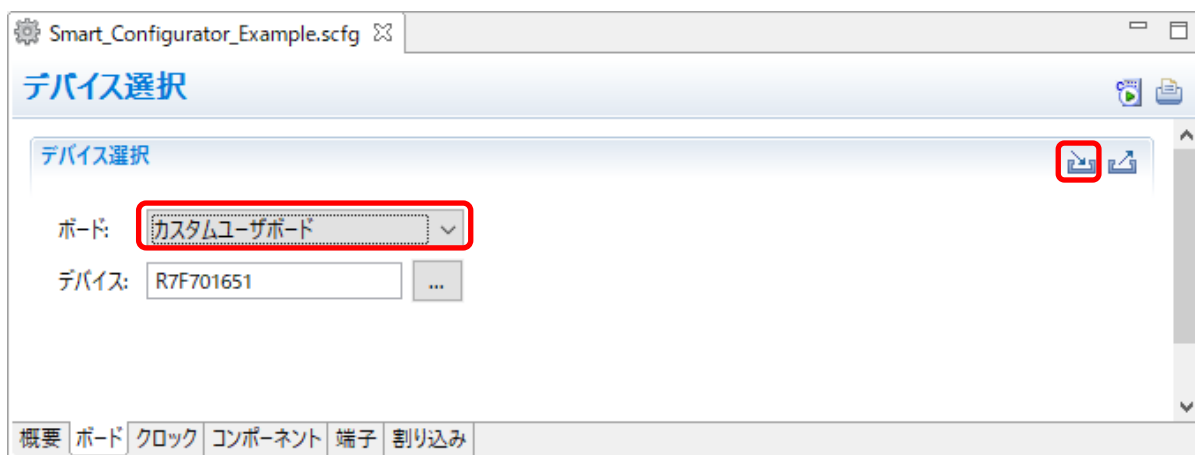 Smart_Configurator_Example.scfg
デバイス選択
デバイス選択
ボード: カスタムユーザボード
デバイス: R7F701651 ...
概要 ボード クロック コンポーネント 端子 割り込み